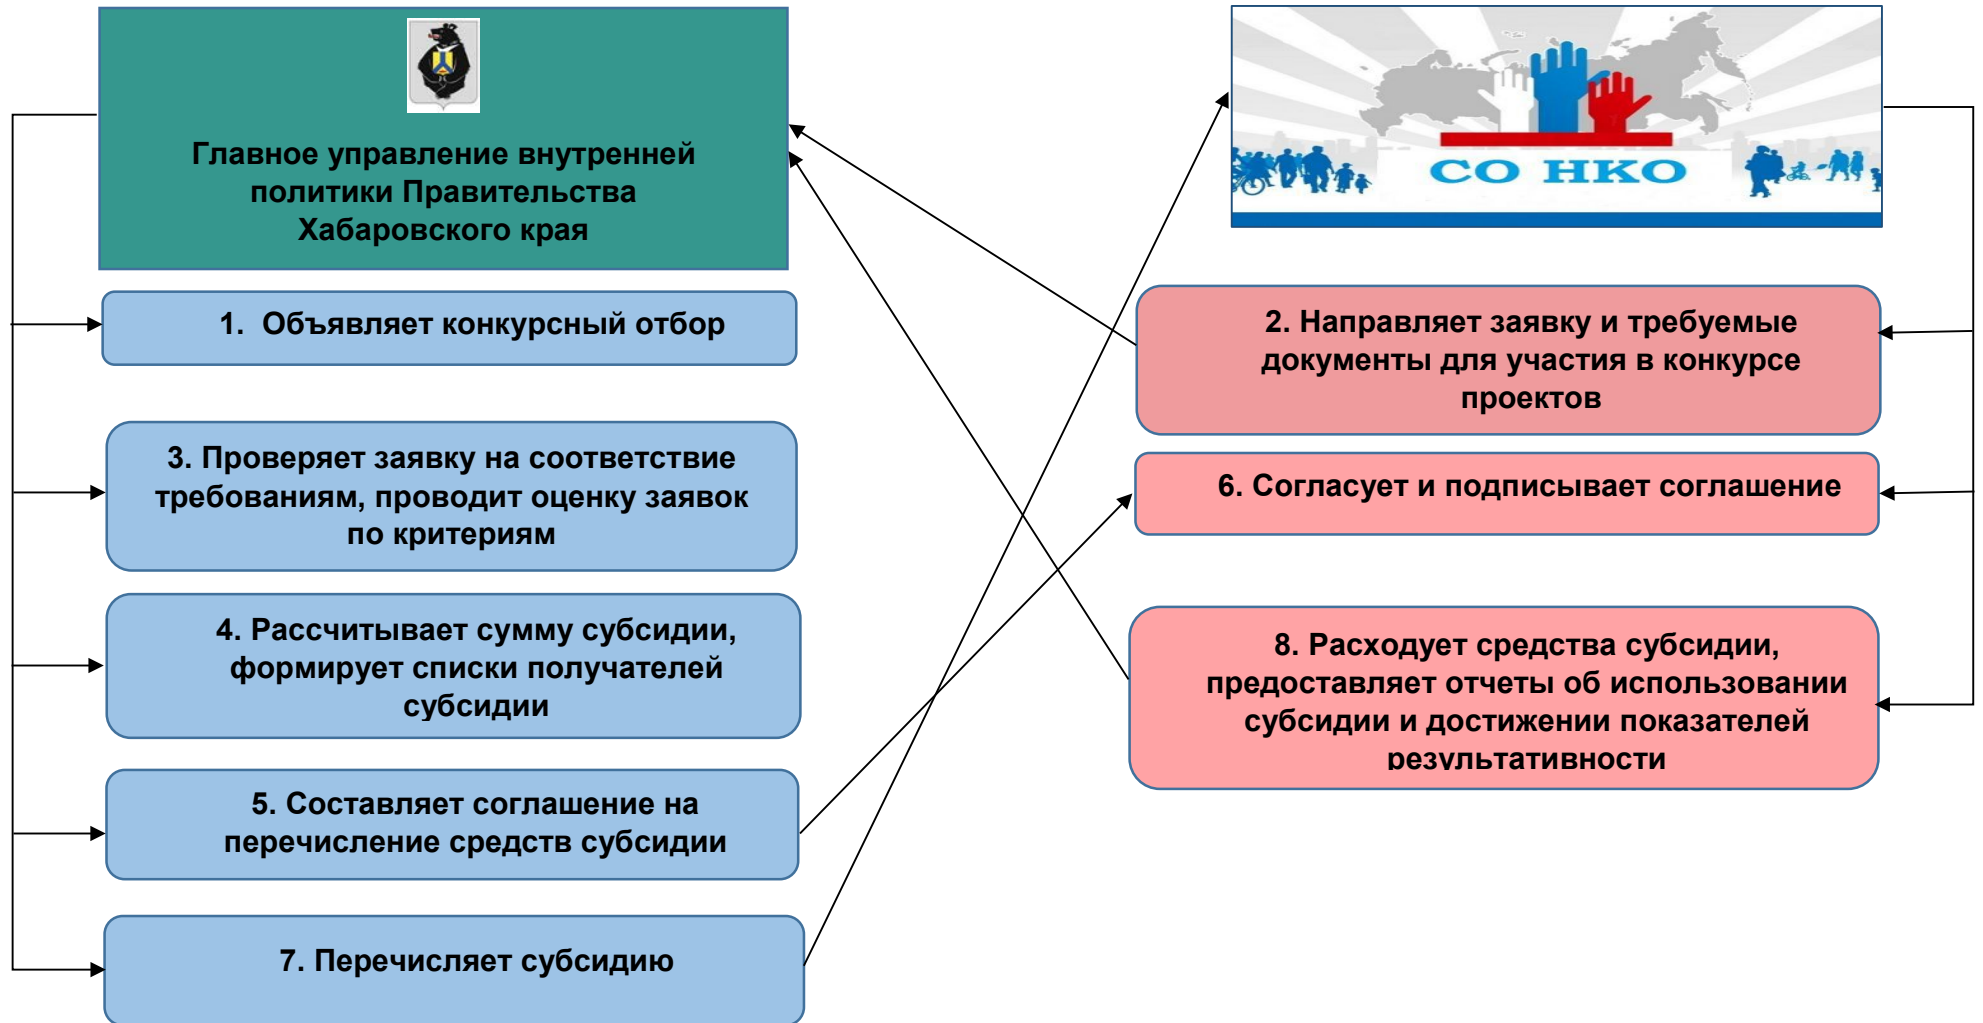 Главное управление внутренней
политики Правительства
Хабаровского края
СО НКО
1. Объявляет конкурсный отбор
2. Направляет заявку и требуемые
документы для участия в конкурсе
проектов
3. Проверяет заявку на соответствие
требованиям, проводит оценку заявок
по критериям
6. Согласует и подписывает соглашение
4. Рассчитывает сумму субсидии,
формирует списки получателей
субсидии
8. Расходует средства субсидии,
предоставляет отчеты об использовании
субсидии и достижении показателей
результативности
5. Составляет соглашение на
перечисление средств субсидии
7. Перечисляет субсидию